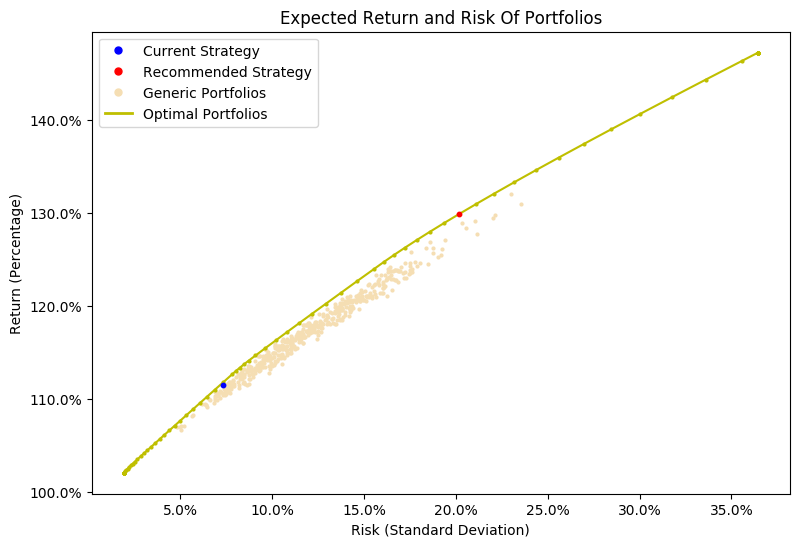 Expected Return and Risk Of Portfolios
Current Strategy
Recommended Strategy
Generic Portfolios
Optimal Portfolios
140.0%
130.0%
120.0%
110.0%
100.0%
Return (Percentage)
5.0% 10.0% 15.0% 20.0% 25.0% 30.0% 35.0%
Risk (Standard Deviation)